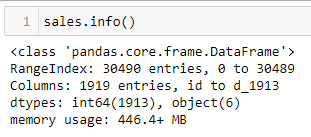 1 sales.info()
<class 'pandas.core.frame.DataFrame'>
RangeIndex: 30490 entries, 0 to 30489
Columns: 1919 entries, id to d_1913
dtypes: int64(1913), object(6)
memory usage: 446.4+ MB